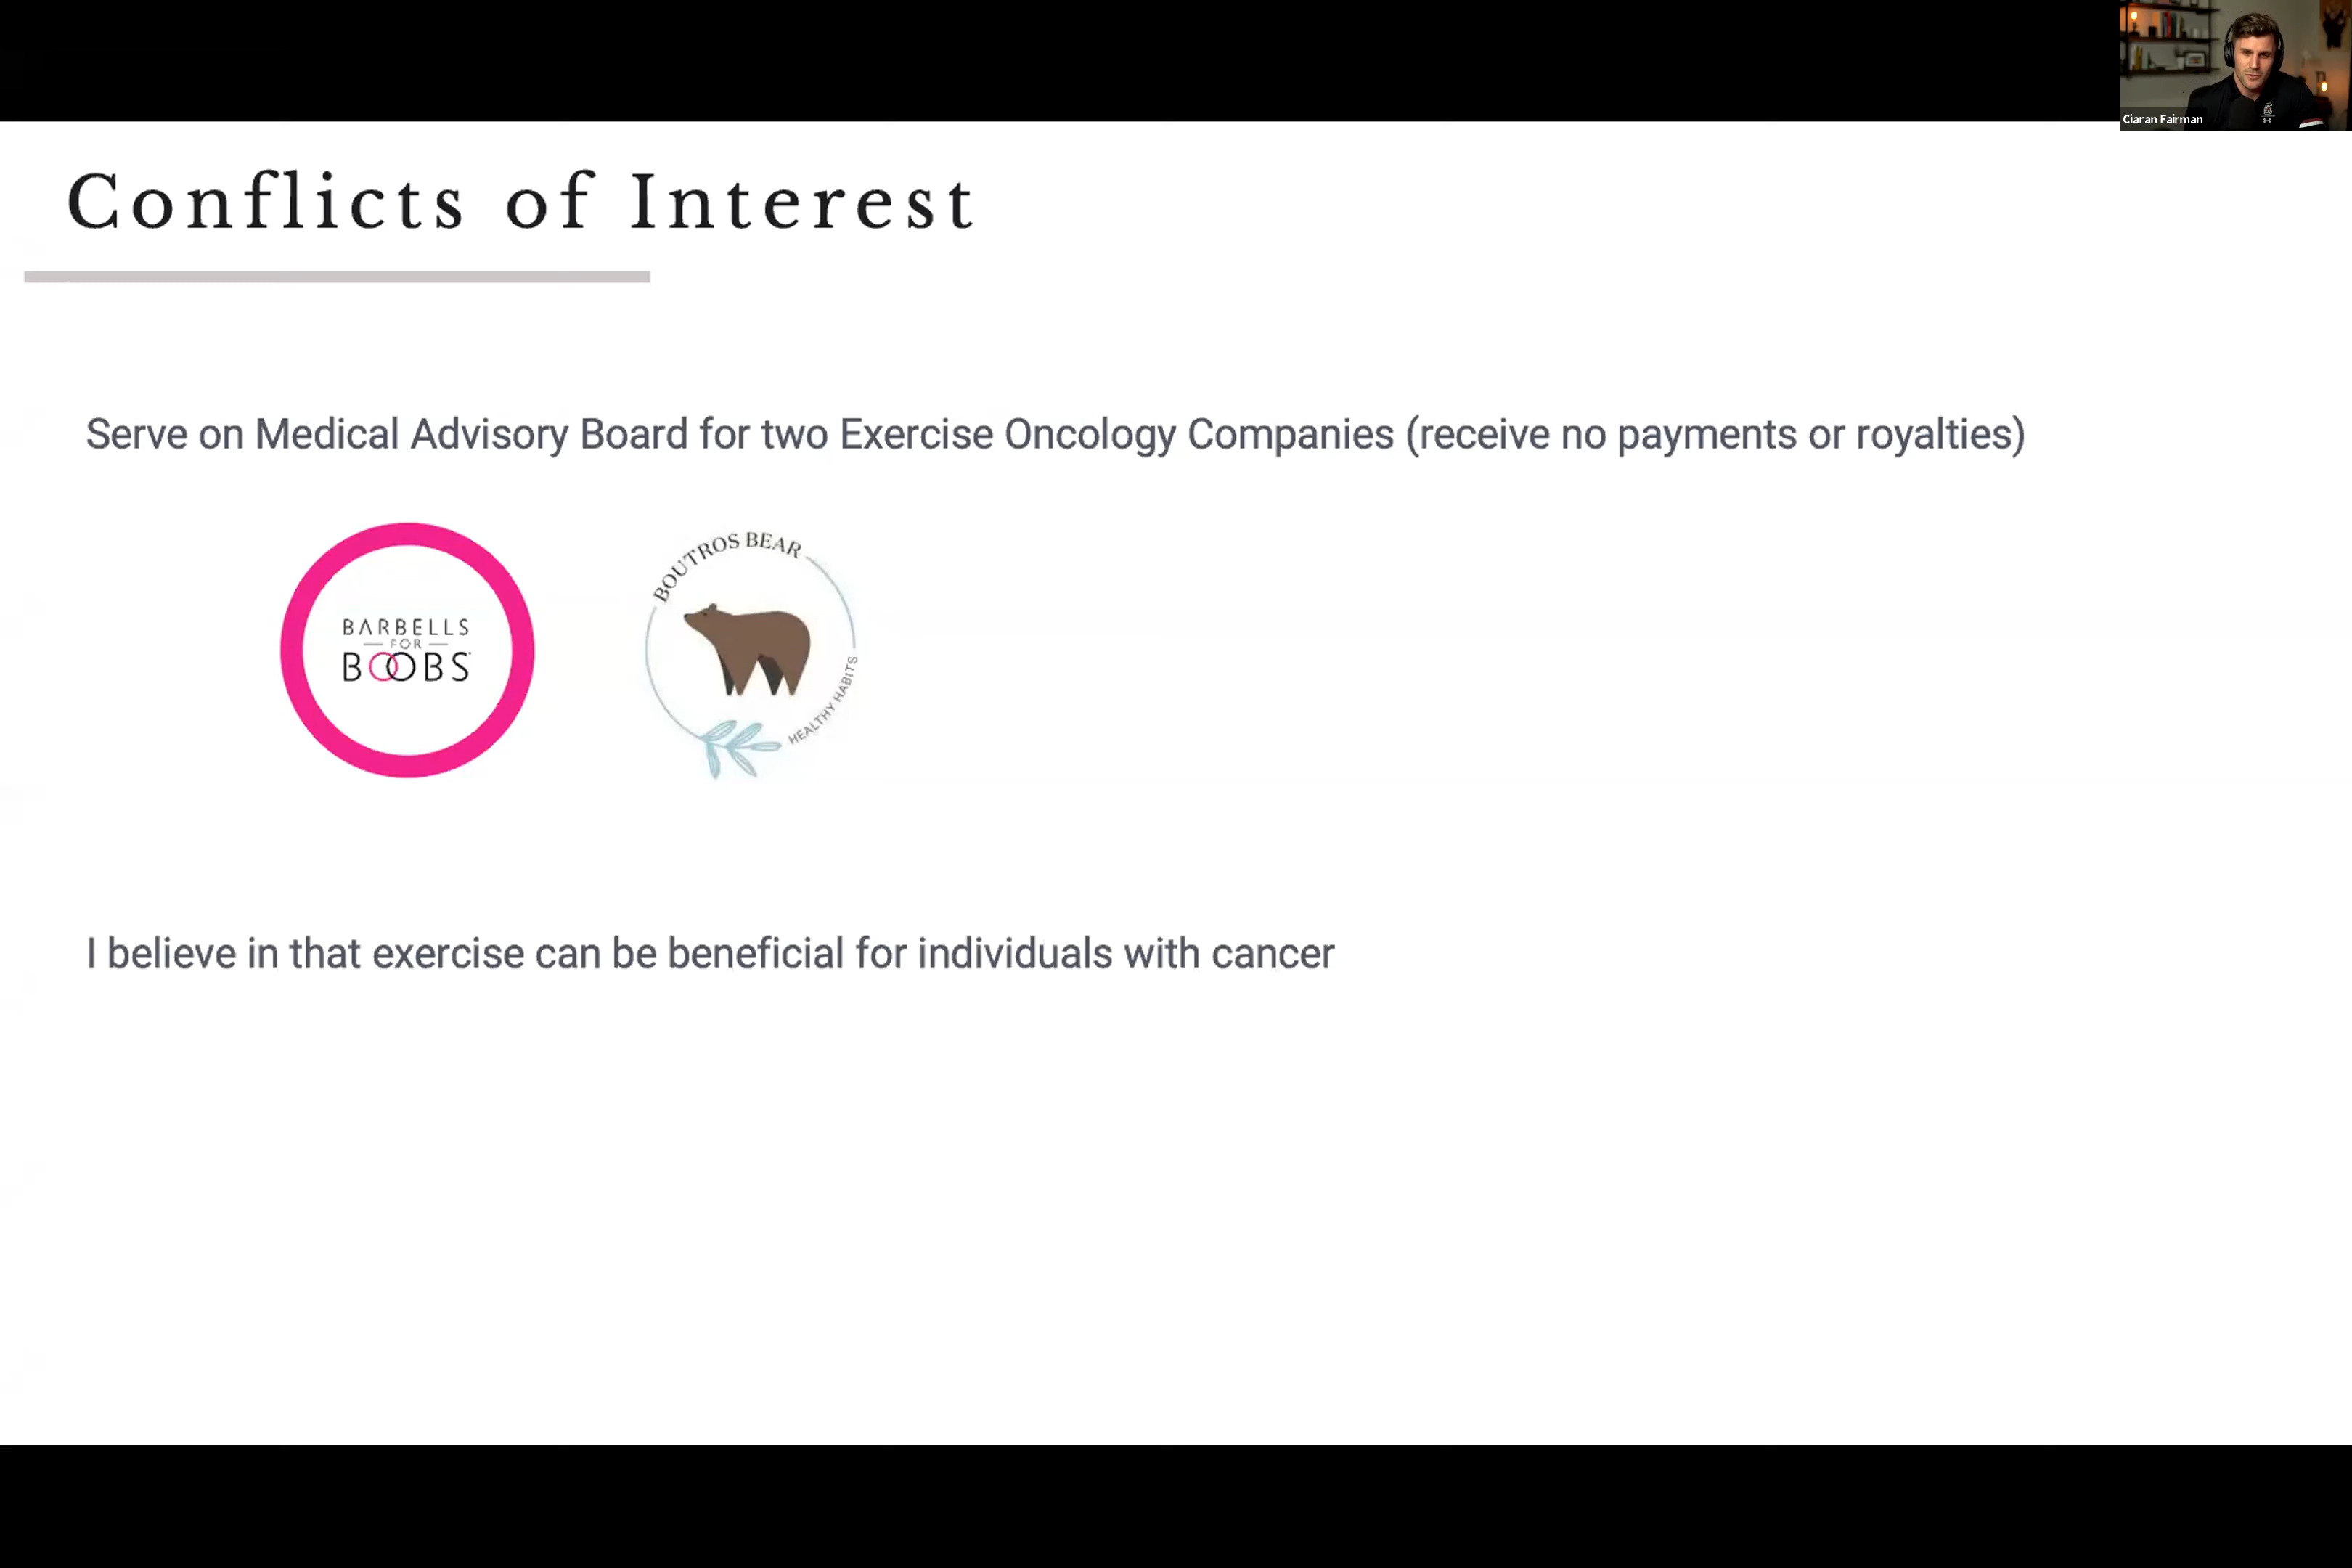 Ciaran Fairman
Conflicts of Interest
Serve on Medical Advisory Board for two Exercise Oncology Companies (receive no payments or royalties)
BARBELLS
FOR
BOOBS
BOUTROS BEAR
HEALTHY HABITS
I believe in that exercise can be beneficial for individuals with cancer